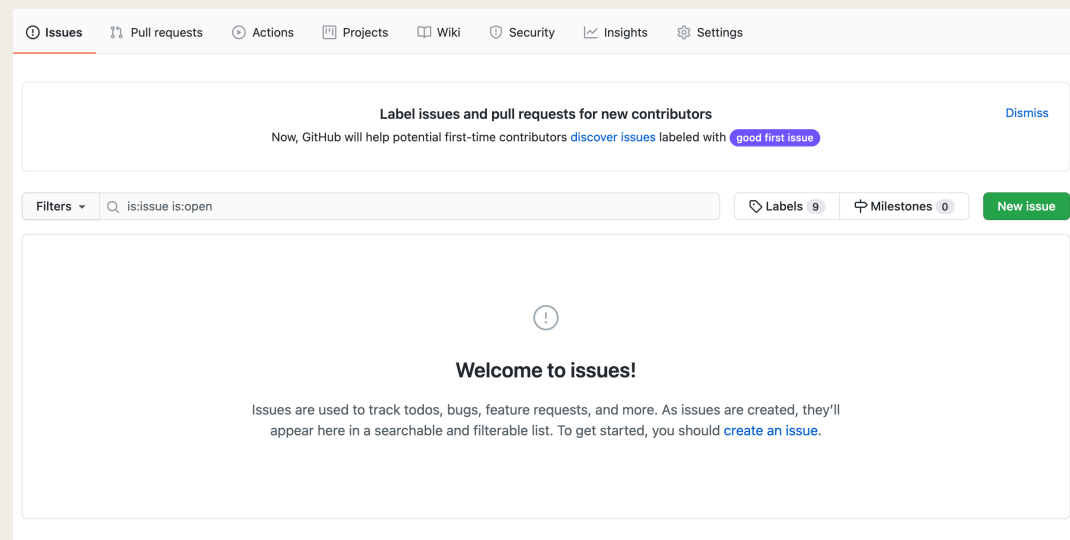 Issues Pull requests Actions Projects Wiki Security Insights Settings
Label issues and pull requests for new contributors
Dismiss
Now, GitHub will help potential first-time contributors discover issues labeled with good first issue
Filters is:issue is:open Labels 9 Milestones 0 New issue
Welcome to issues!
Issues are used to track todos, bugs, feature requests, and more. As issues are created, they’ll
appear here in a searchable and filterable list. To get started, you should create an issue.